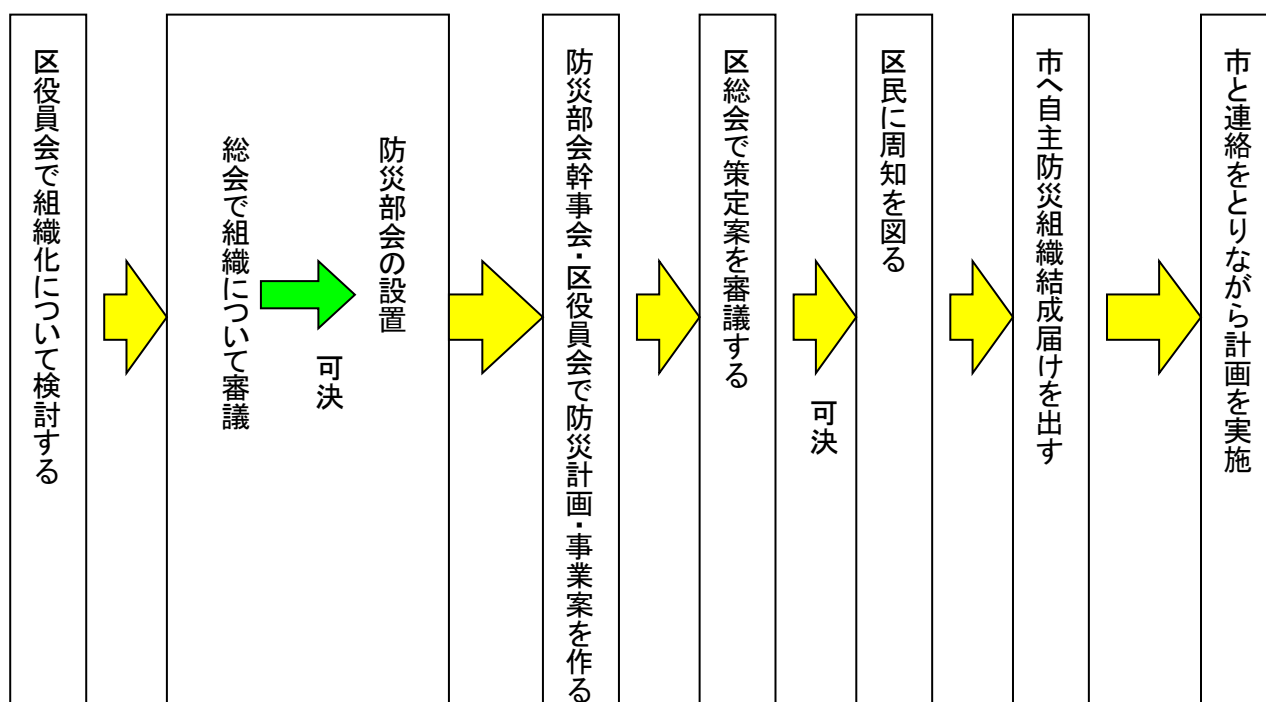 区役員会で組織化について検討する
総会で組織について審議
可決
防災部会の設置
防災部会幹事会・区役員会で防災計画・事業案を作る
区総会で策定案を審議する
可決
区民に周知を図る
市へ自主防災組織結成届けを出す
市と連絡をとりながら計画を実施